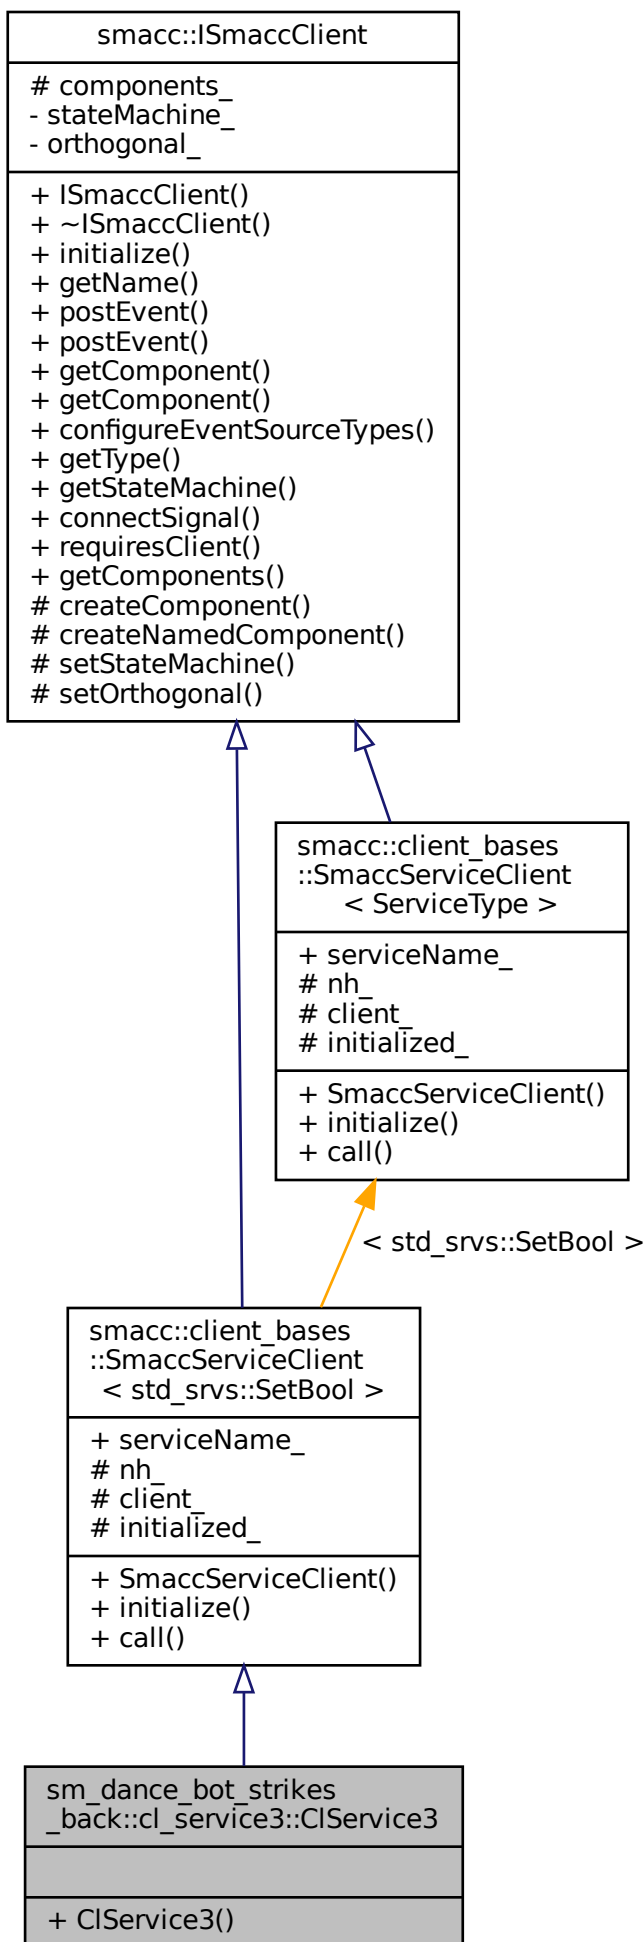 smacc::ISmaccClient
# components_
- stateMachine_
- orthogonal_
+ ISmaccClient()
+ ~ISmaccClient()
+ initialize()
+ getName()
+ postEvent()
+ postEvent()
+ getComponent()
+ getComponent()
+ configureEventSourceTypes()
+ getType()
+ getStateMachine()
+ connectSignal()
+ requiresClient()
+ getComponents()
# createComponent()
# createNamedComponent()
# setStateMachine()
# setOrthogonal()
smacc::client_bases
::SmaccServiceClient
< ServiceType >
+ serviceName_
# nh_
# client_
# initialized_
+ SmaccServiceClient()
+ initialize()
+ call()
< std_srvs::SetBool >
smacc::client_bases
::SmaccServiceClient
< std_srvs::SetBool >
+ serviceName_
# nh_
# client_
# initialized_
+ SmaccServiceClient()
+ initialize()
+ call()
sm_dance_bot_strikes
_back::cl_service3::ClService3
+ ClService3()